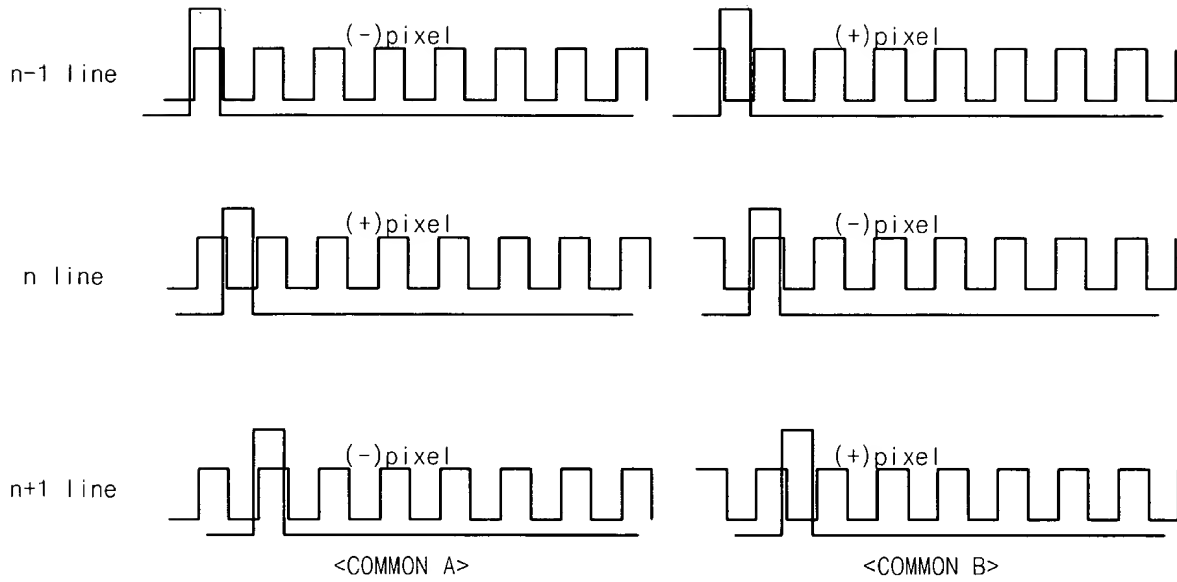 (-)pixel
(+)pixel
n-1 line
(+)pixel
(-)pixel
n line
(-)pixel
(+)pixel
n+1 line
<COMMON A>
<COMMON B>